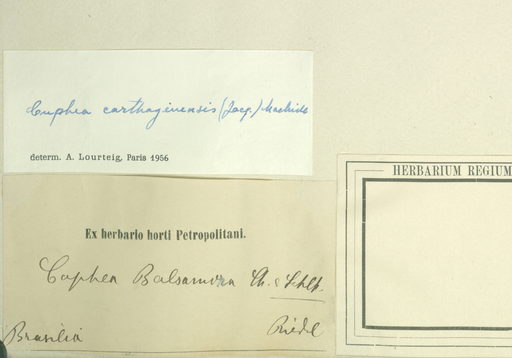 Cuphea carthaginensis (Jacq.) Macbride
determ. A. Lourteig, Paris 1956
HERBARIUM REGIUM
Ex herbario horti Petropolitani.
Cuphea Balsamona Ch. & Schl.
Brasilia Riedel